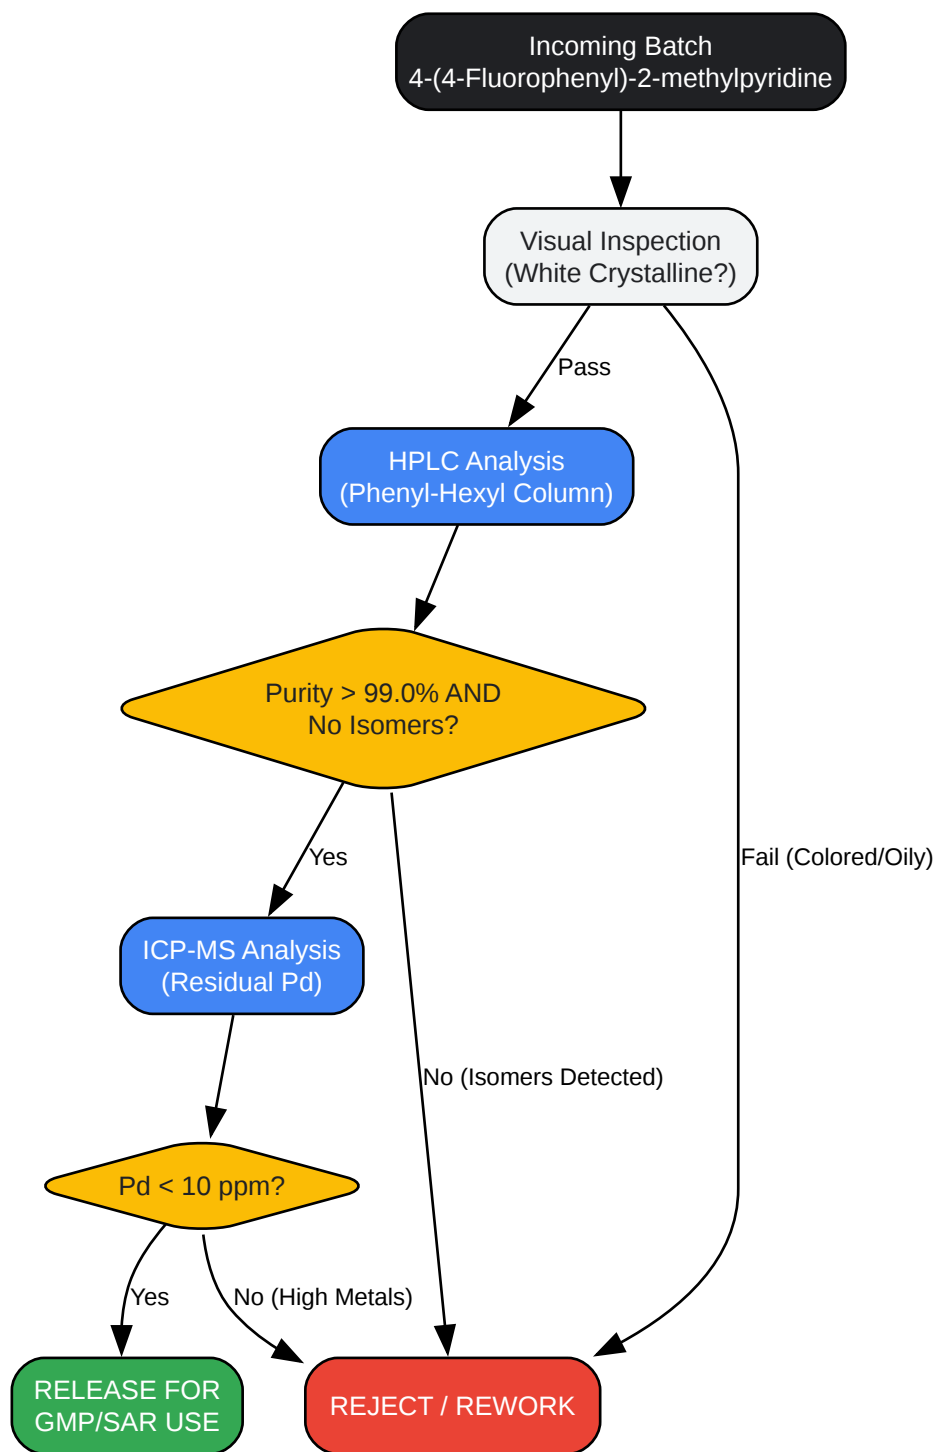 Incoming Batch
4-(4-Fluorophenyl)-2-methylpyridine
Visual Inspection
(White Crystalline?)
Pass
HPLC Analysis
(Phenyl-Hexyl Column)
Purity > 99.0% AND
No Isomers?
Yes
Fail (Colored/Oily)
ICP-MS Analysis
(Residual Pd)
No (Isomers Detected)
Pd < 10 ppm?
Yes
No (High Metals)
RELEASE FOR
GMP/SAR USE
REJECT / REWORK